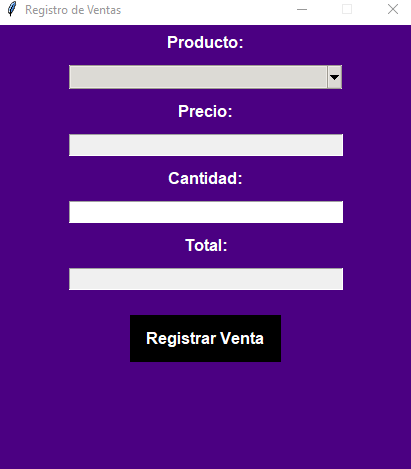 Registro de Ventas
Producto:
Precio:
Cantidad:
Total:
Registrar Venta